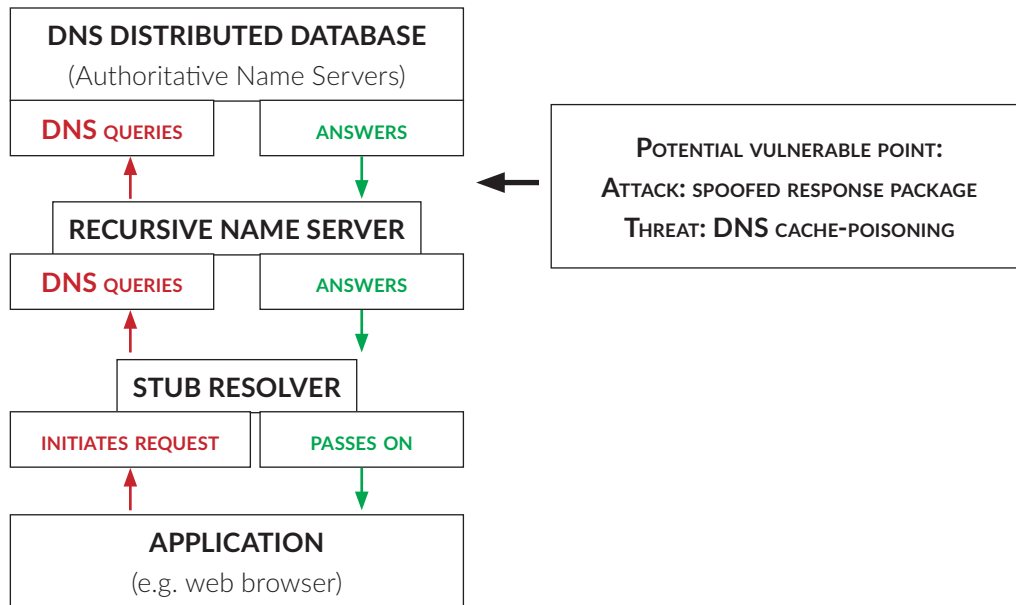 DNS DISTRIBUTED DATABASE
(Authoritative Name Servers)
DNS QUERIES
ANSWERS
POTENTIAL VULNERABLE POINT:
ATTACK: SPOOFED RESPONSE PACKAGE
THREAT: DNS CACHE-POISONING
RECURSIVE NAME SERVER
DNS QUERIES
ANSWERS
STUB RESOLVER
INITIATES REQUEST
PASSES ON
APPLICATION
(e.g. web browser)